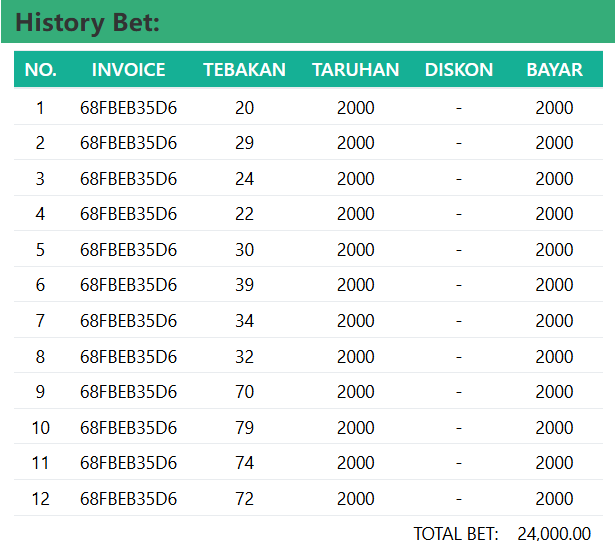 History Bet:
NO. INVOICE TEBAKAN TARUHAN DISKON BAYAR
1 68FBEB35D6 20 2000 - 2000
2 68FBEB35D6 29 2000 - 2000
3 68FBEB35D6 24 2000 - 2000
4 68FBEB35D6 22 2000 - 2000
5 68FBEB35D6 30 2000 - 2000
6 68FBEB35D6 39 2000 - 2000
7 68FBEB35D6 34 2000 - 2000
8 68FBEB35D6 32 2000 - 2000
9 68FBEB35D6 70 2000 - 2000
10 68FBEB35D6 79 2000 - 2000
11 68FBEB35D6 74 2000 - 2000
12 68FBEB35D6 72 2000 - 2000
TOTAL BET: 24,000.00